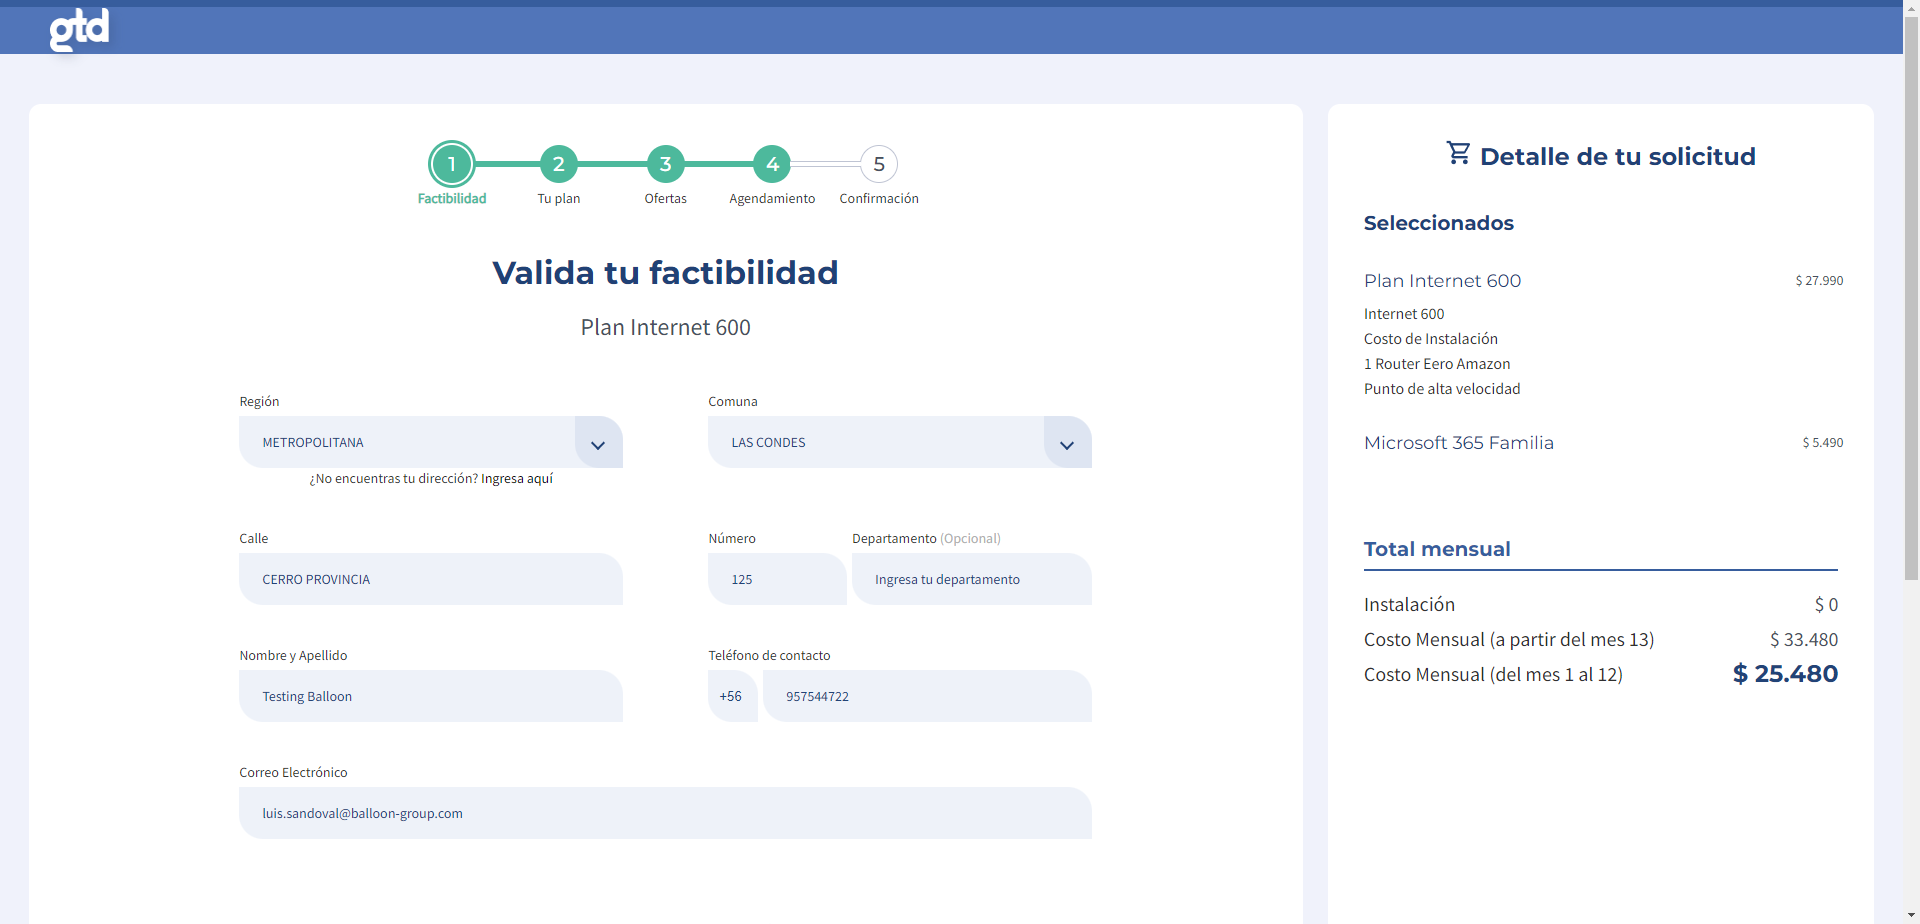 gtd
1 2 3 4 5
Factibilidad Tu plan Ofertas Agendamiento Confirmación
Valida tu factibilidad
Plan Internet 600
Región
METROPOLITANA
¿No encuentras tu dirección? Ingresa aquí
Comuna
LAS CONDES
Calle
CERRO PROVINCIA
Número
125
Departamento (Opcional)
Ingresa tu departamento
Nombre y Apellido
Testing Balloon
Teléfono de contacto
+56 957544722
Correo Electrónico
luis.sandoval@balloon-group.com
Detalle de tu solicitud
Seleccionados
Plan Internet 600 $ 27.990
Internet 600
Costo de Instalación
1 Router Eero Amazon
Punto de alta velocidad
Microsoft 365 Familia $ 5.490
Total mensual
Instalación $ 0
Costo Mensual (a partir del mes 13) $ 33.480
Costo Mensual (del mes 1 al 12) $ 25.480